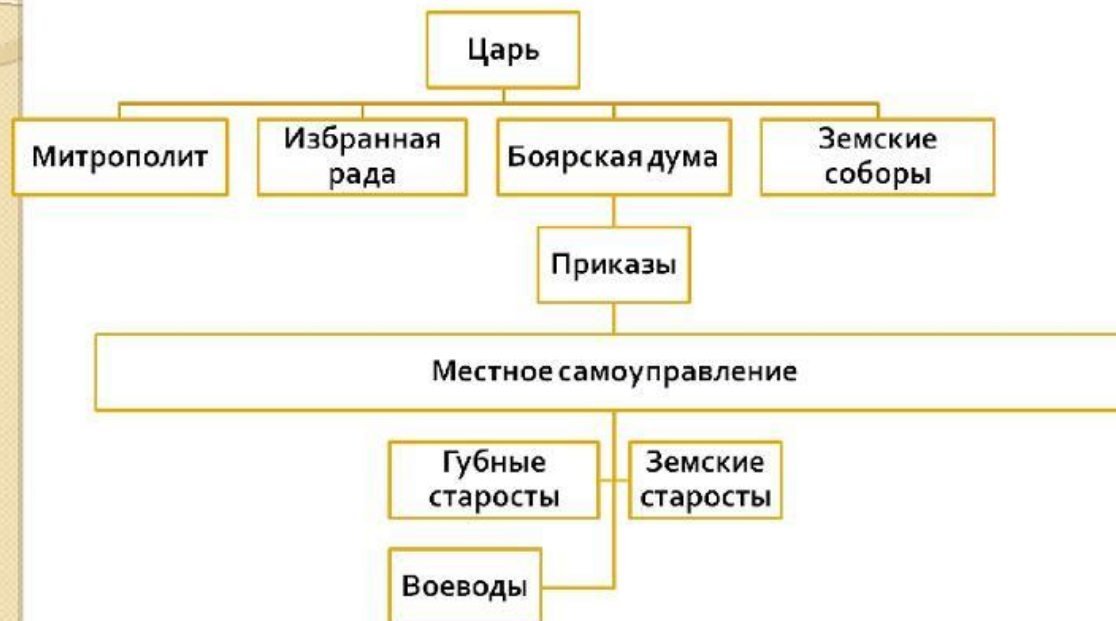 Царь
Митрополит
Избранная
рада
Боярская дума
Земские
соборы
Приказы
Местное самоуправление
Губные
старосты
Земские
старосты
Воеводы